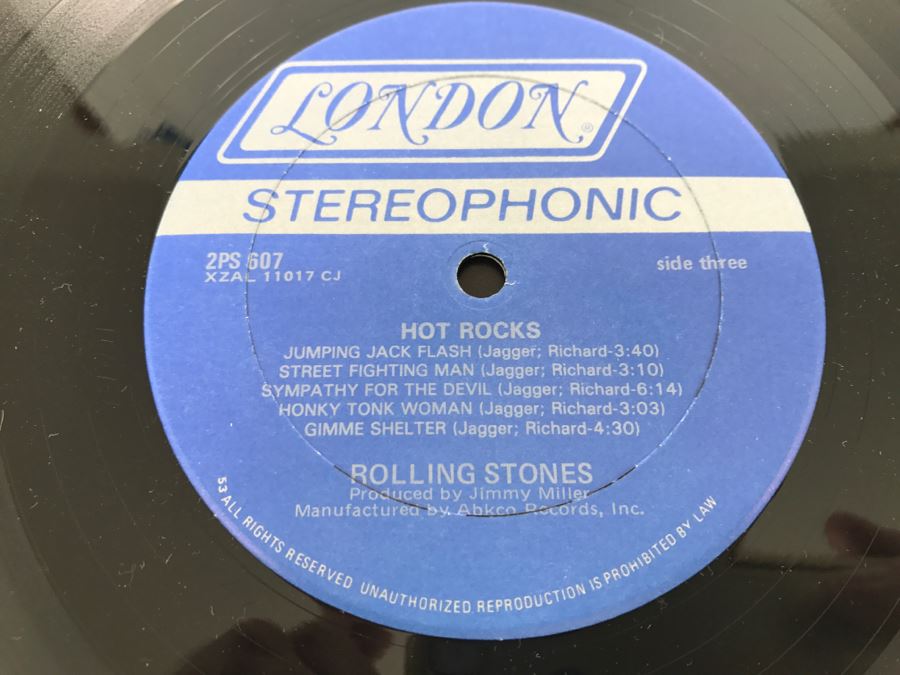 LONDON®
STEREOPHONIC
2PS 607
XZAL 11017 CJ
side three
HOT ROCKS
JUMPING JACK FLASH (Jagger; Richard-3:40)
STREET FIGHTING MAN (Jagger; Richard-3:10)
SYMPATHY FOR THE DEVIL (Jagger; Richard-6:14)
HONKY TONK WOMAN (Jagger; Richard-3:03)
GIMME SHELTER (Jagger; Richard-4:30)
ROLLING STONES
Produced by Jimmy Miller
Manufactured by Abkco Records, Inc.
53 ALL RIGHTS RESERVED UNAUTHORIZED REPRODUCTION IS PROHIBITED BY LAW